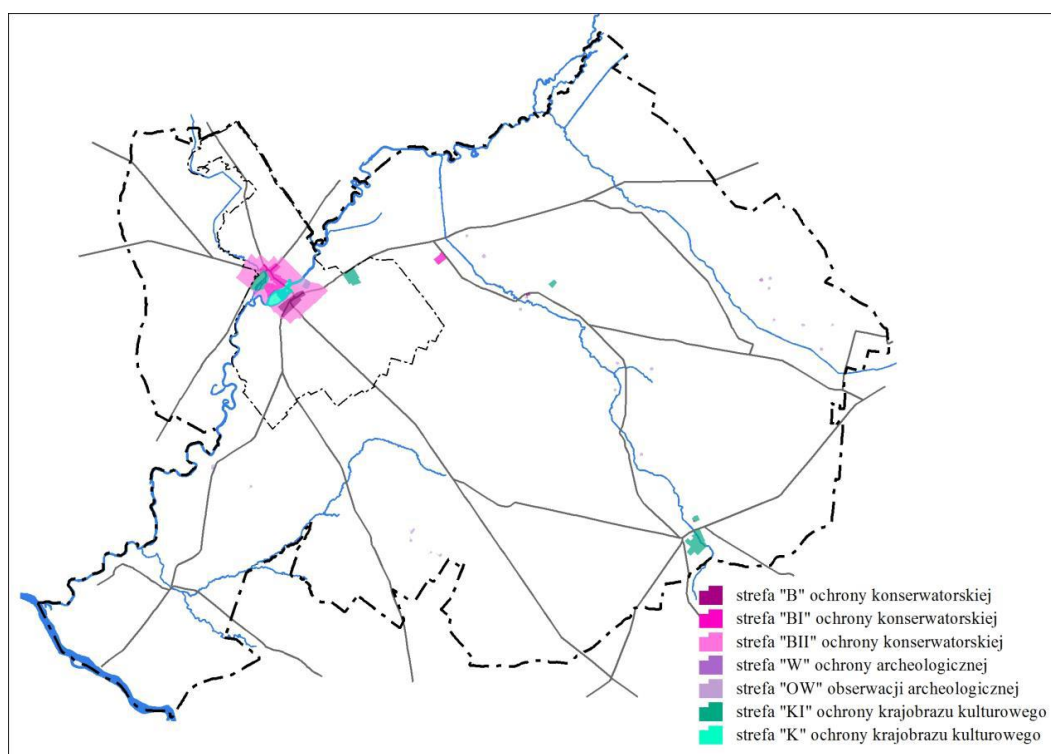 strefa "B" ochrony konserwatorskiej
strefa "BI" ochrony konserwatorskiej
strefa "BII" ochrony konserwatorskiej
strefa "W" ochrony archeologicznej
strefa "OW" obserwacji archeologicznej
strefa "KI" ochrony krajobrazu kulturowego
strefa "K" ochrony krajobrazu kulturowego